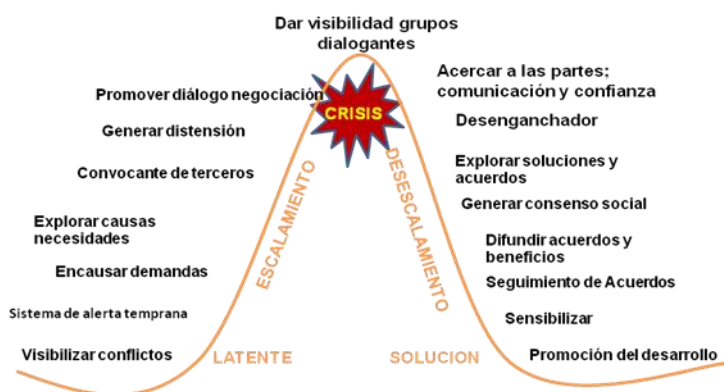 Dar visibilidad grupos
dialogantes
Promover diálogo negociación
Generar distensión
Convocante de terceros
Explorar causas
necesidades
Encausar demandas
Sistema de alerta temprana
Visibilizar conflictos
LATENTE
ESCALAMIENTO
CRISIS
DESESCALAMIENTO
SOLUCION
Acercar a las partes;
comunicación y confianza
Desenganchador
Explorar soluciones y
acuerdos
Generar consenso social
Difundir acuerdos y
beneficios
Seguimiento de Acuerdos
Sensibilizar
Promoción del desarrollo